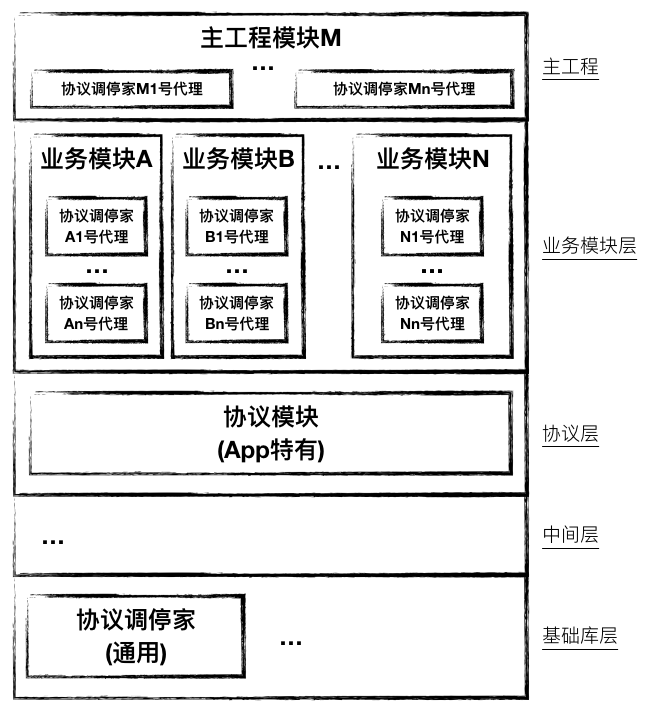 主工程模块M
...
协议调停家M1号代理
协议调停家Mn号代理
主工程
业务模块A
协议调停家
A1号代理
...
协议调停家
An号代理
业务模块B
协议调停家
B1号代理
...
协议调停家
Bn号代理
...
业务模块N
协议调停家
N1号代理
...
协议调停家
Nn号代理
业务模块层
协议模块
(App特有)
协议层
...
中间层
协议调停家
(通用)
...
基础库层